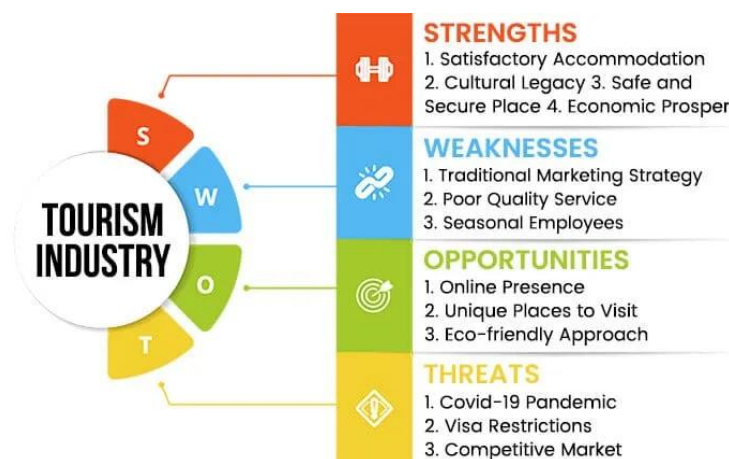 TOURISM
INDUSTRY
S
W
O
T
STRENGTHS
1. Satisfactory Accommodation
2. Cultural Legacy 3. Safe and
Secure Place 4. Economic Prosper
WEAKNESSES
1. Traditional Marketing Strategy
2. Poor Quality Service
3. Seasonal Employees
OPPORTUNITIES
1. Online Presence
2. Unique Places to Visit
3. Eco-friendly Approach
THREATS
1. Covid-19 Pandemic
2. Visa Restrictions
3. Competitive Market